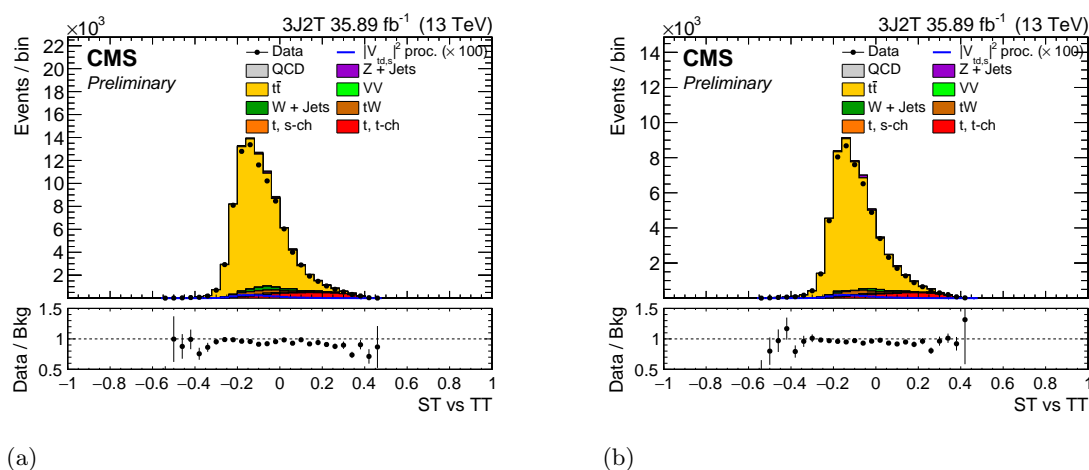 ×10³ 3J2T 35.89 fb⁻¹ (13 TeV)
Events / bin
22
20
18
16
14
12
10
8
6
4
2
CMS
Preliminary
Data |V_td,s|² proc. (× 100)
QCD Z + Jets
tt̄ VV
W + Jets tW
t, s-ch t, t-ch
Data / Bkg
1.5
1
0.5
−1 −0.8 −0.6 −0.4 −0.2 0 0.2 0.4 0.6 0.8 1
ST vs TT
(a)
×10³ 3J2T 35.89 fb⁻¹ (13 TeV)
Events / bin
14
12
10
8
6
4
2
CMS
Preliminary
Data |V_td,s|² proc. (× 100)
QCD Z + Jets
tt̄ VV
W + Jets tW
t, s-ch t, t-ch
Data / Bkg
1.5
1
0.5
−1 −0.8 −0.6 −0.4 −0.2 0 0.2 0.4 0.6 0.8 1
ST vs TT
(b)